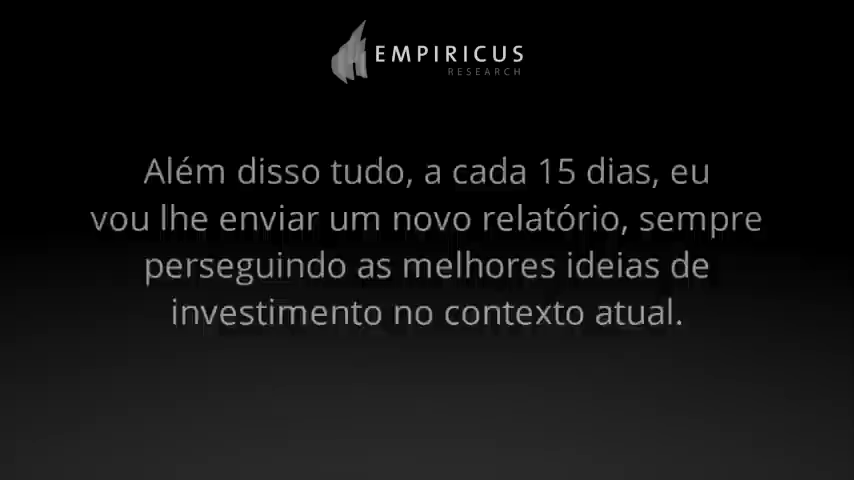 EMPIRICUS
RESEARCH
Além disso tudo, a cada 15 dias, eu
vou lhe enviar um novo relatório, sempre
perseguindo as melhores ideias de
investimento no contexto atual.